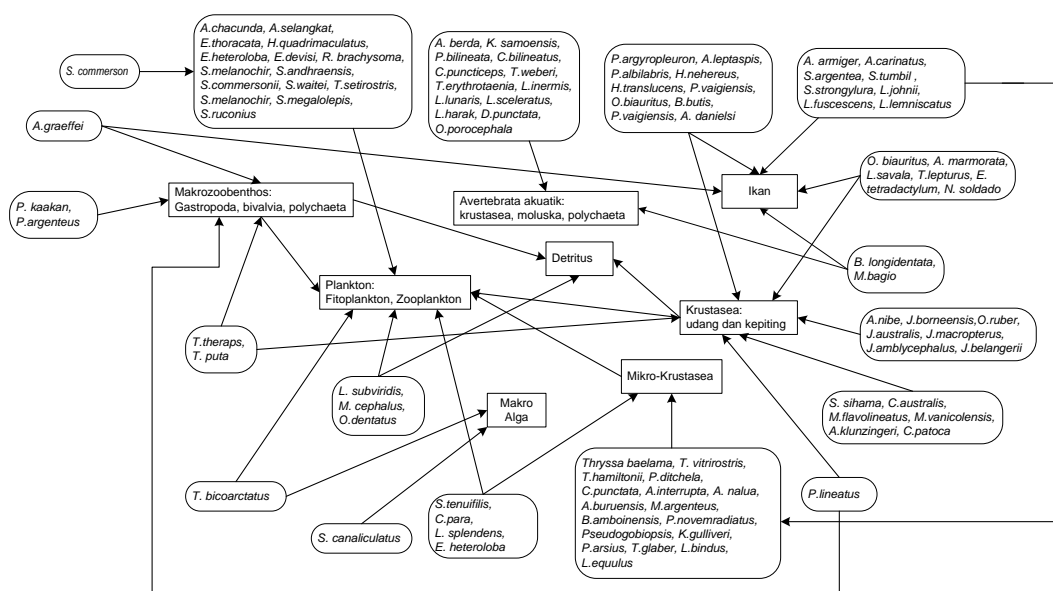 A.chacunda, A.selangkat,
E.thoracata, H.quadrimaculatus,
E.heteroloba, E.devisi, R. brachysoma,
S.melanochir, S.andhraensis,
S.commersonii, S.waitei, T.setirostris,
S.melanochir, S.megalolepis,
S.ruconius
A. berda, K. samoensis,
P.bilineata, C.bilineatus,
C.puncticeps, T.weberi,
T.erythrotaenia, L.inermis,
L.lunaris, L.sceleratus,
L.harak, D.punctata,
O.porocephala
P.argyropleuron, A.leptaspis,
P.albilabris, H.nehereus,
H.translucens, P.vaigiensis,
O.biauritus, B.butis,
P.vaigiensis, A. danielsi
A. armiger, A.carinatus,
S.argentea, S.tumbil ,
S.strongylura, L.johnii,
L.fuscescens, L.lemniscatus
S. commerson
A.graeffei
Makrozoobenthos:
Gastropoda, bivalvia, polychaeta
Avertebrata akuatik:
krustasea, moluska, polychaeta
Ikan
O. biauritus, A. marmorata,
L.savala, T.lepturus, E.
tetradactylum, N. soldado
P. kaakan,
P.argenteus
Detritus
B. longidentata,
M.bagio
Plankton:
Fitoplankton, Zooplankton
Krustasea:
udang dan kepiting
A.nibe, J.borneensis,O.ruber,
J.australis, J.macropterus,
J.amblycephalus, J.belangerii
T.theraps,
T. puta
L. subviridis,
M. cephalus,
O.dentatus
Makro
Alga
Mikro-Krustasea
S. sihama, C.australis,
M.flavolineatus, M.vanicolensis,
A.klunzingeri, C.patoca
T. bicoarctatus
S. canaliculatus
S.tenuifilis,
C.para,
L. splendens,
E. heteroloba
Thryssa baelama, T. vitrirostris,
T.hamiltonii, P.ditchela,
C.punctata, A.interrupta, A. nalua,
A.buruensis, M.argenteus,
B.amboinensis, P.novemradiatus,
Pseudogobiopsis, K.gulliveri,
P.arsius, T.glaber, L.bindus,
L.equulus
P.lineatus